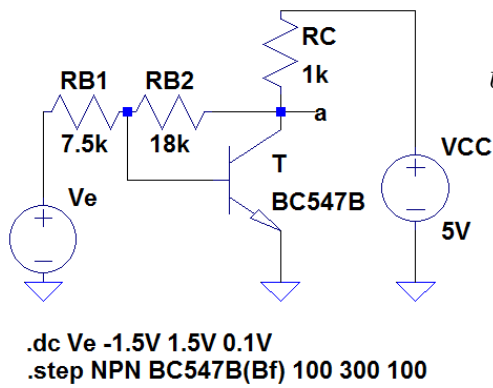 RC
1k
RB1
RB2
a
7.5k
18k
T
VCC
Ve
BC547B
5V
.dc Ve -1.5V 1.5V 0.1V
.step NPN BC547B(Bf) 100 300 100